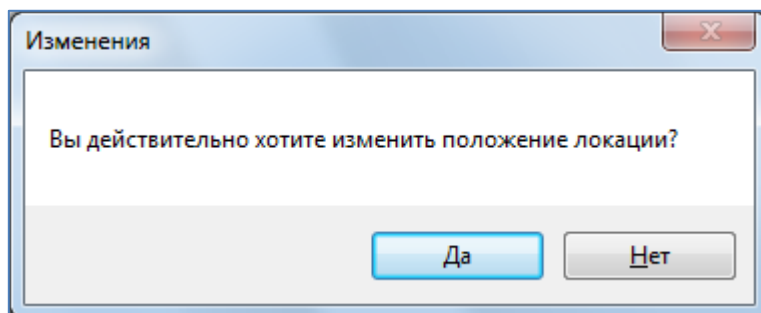 Изменения
Вы действительно хотите изменить положение локации?
Да
Нет